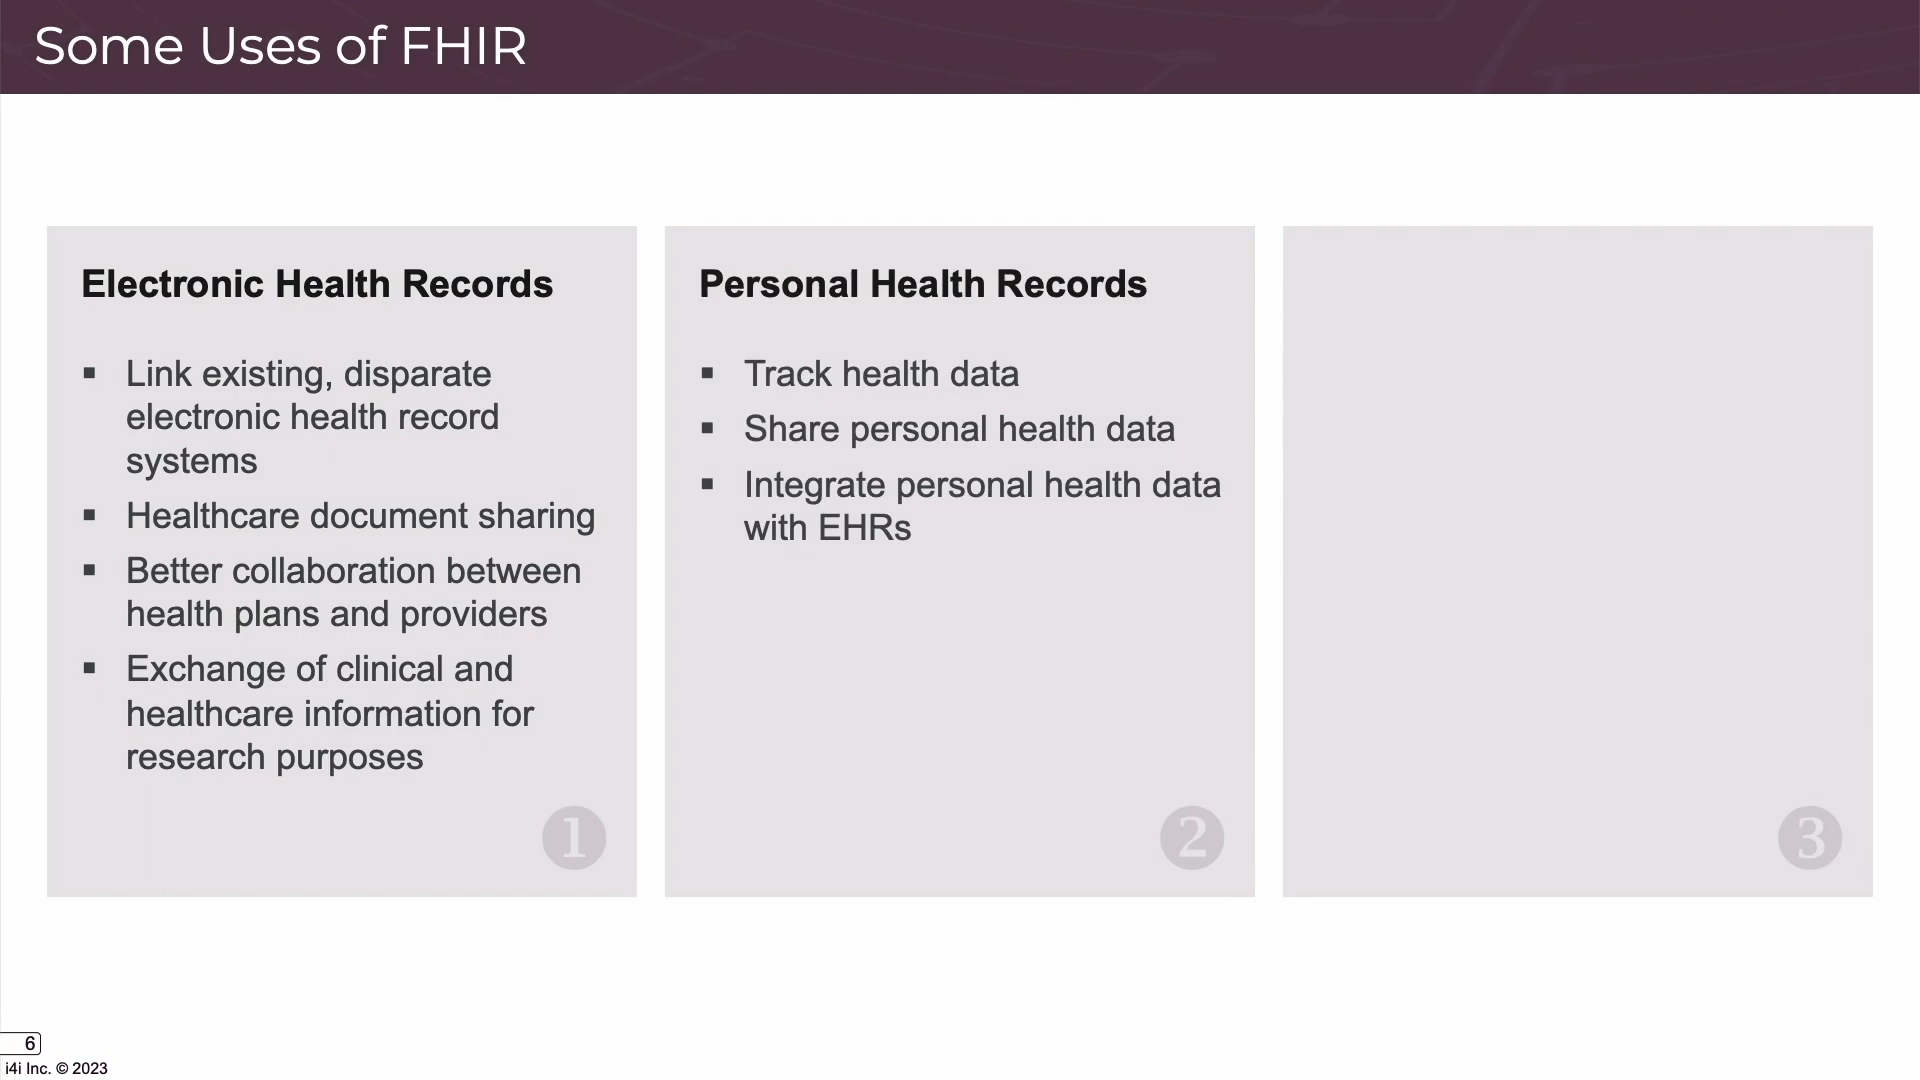 Some Uses of FHIR
Electronic Health Records
▪ Link existing, disparate
electronic health record
systems
▪ Healthcare document sharing
▪ Better collaboration between
health plans and providers
▪ Exchange of clinical and
healthcare information for
research purposes
1
Personal Health Records
▪ Track health data
▪ Share personal health data
▪ Integrate personal health data
with EHRs
2
3
6
i4i Inc. © 2023